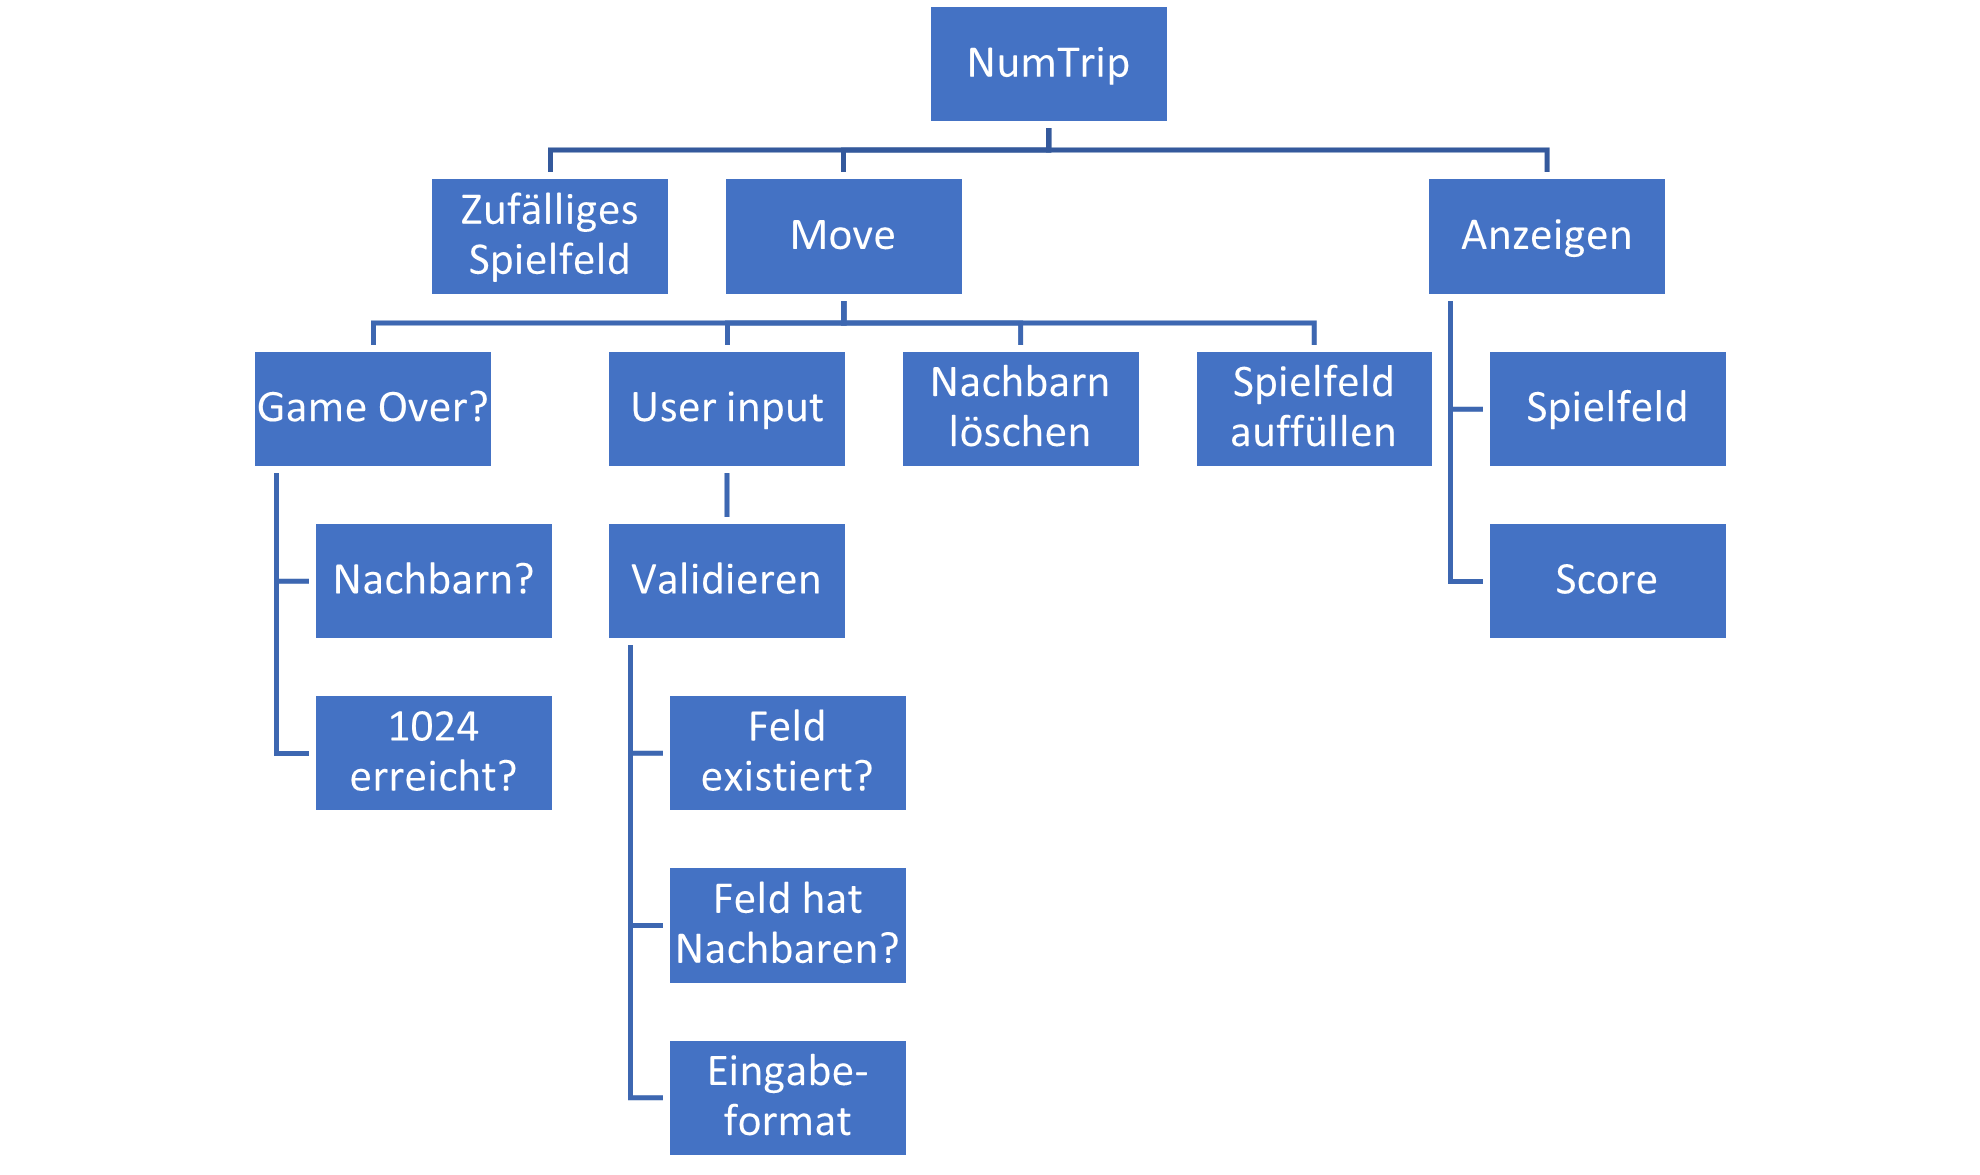 NumTrip
Zufälliges
Spielfeld
Move
Anzeigen
Game Over?
User input
Nachbarn
löschen
Spielfeld
auffüllen
Spielfeld
Nachbarn?
Validieren
Score
1024
erreicht?
Feld
existiert?
Feld hat
Nachbaren?
Eingabe-
format